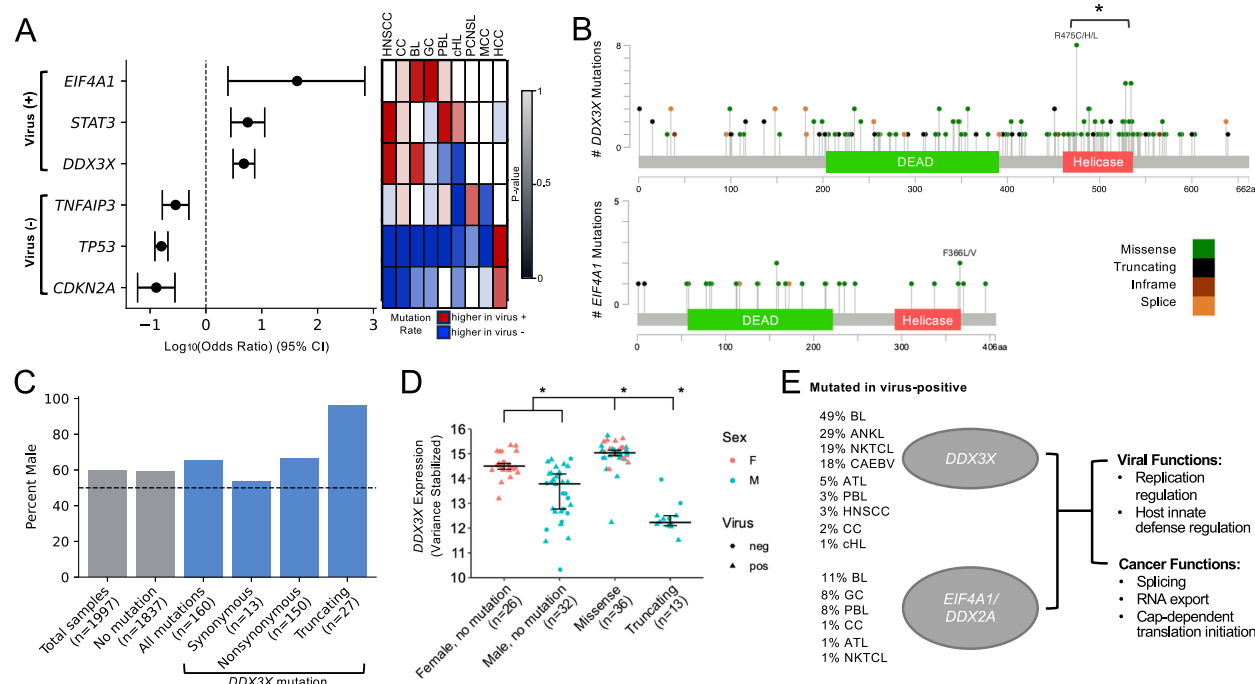 A
Virus (+)
Virus (-)
EIF4A1
STAT3
DDX3X
TNFAIP3
TP53
CDKN2A
−1 0 1 2 3
Log10(Odds Ratio) (95% CI)
HNSCC
CC
BL
GC
PBL
cHL
PCNSL
MCC
HCC
1
0.5
0
P-value
Mutation
Rate
higher in virus +
higher in virus -
B
*
# DDX3X Mutations
8
0
R475C/H/L
DEAD
Helicase
0 100 200 300 400 500 600 662a
# EIF4A1 Mutations
5
0
F366L/V
DEAD
Helicase
0 100 200 300 406aa
Missense
Truncating
Inframe
Splice
C
Percent Male
100
80
60
40
20
0
Total samples
(n=1997)
No mutation
(n=1837)
All mutations
(n=160)
Synonymous
(n=13)
Nonsynonymous
(n=150)
Truncating
(n=27)
DDX3X mutation
D
* * *
DDX3X Expression
(Variance Stabilized)
16
15
14
13
12
11
10
Female, no mutation
(n=26)
Male, no mutation
(n=32)
Missense
(n=36)
Truncating
(n=13)
Sex
F
M
Virus
neg
pos
E Mutated in virus-positive
49% BL
29% ANKL
19% NKTCL
18% CAEBV
5% ATL
3% PBL
3% HNSCC
2% CC
1% cHL
DDX3X
11% BL
8% GC
8% PBL
1% CC
1% ATL
1% NKTCL
EIF4A1/
DDX2A
Viral Functions:
• Replication
regulation
• Host innate
defense regulation
Cancer Functions:
• Splicing
• RNA export
• Cap-dependent
translation initiation